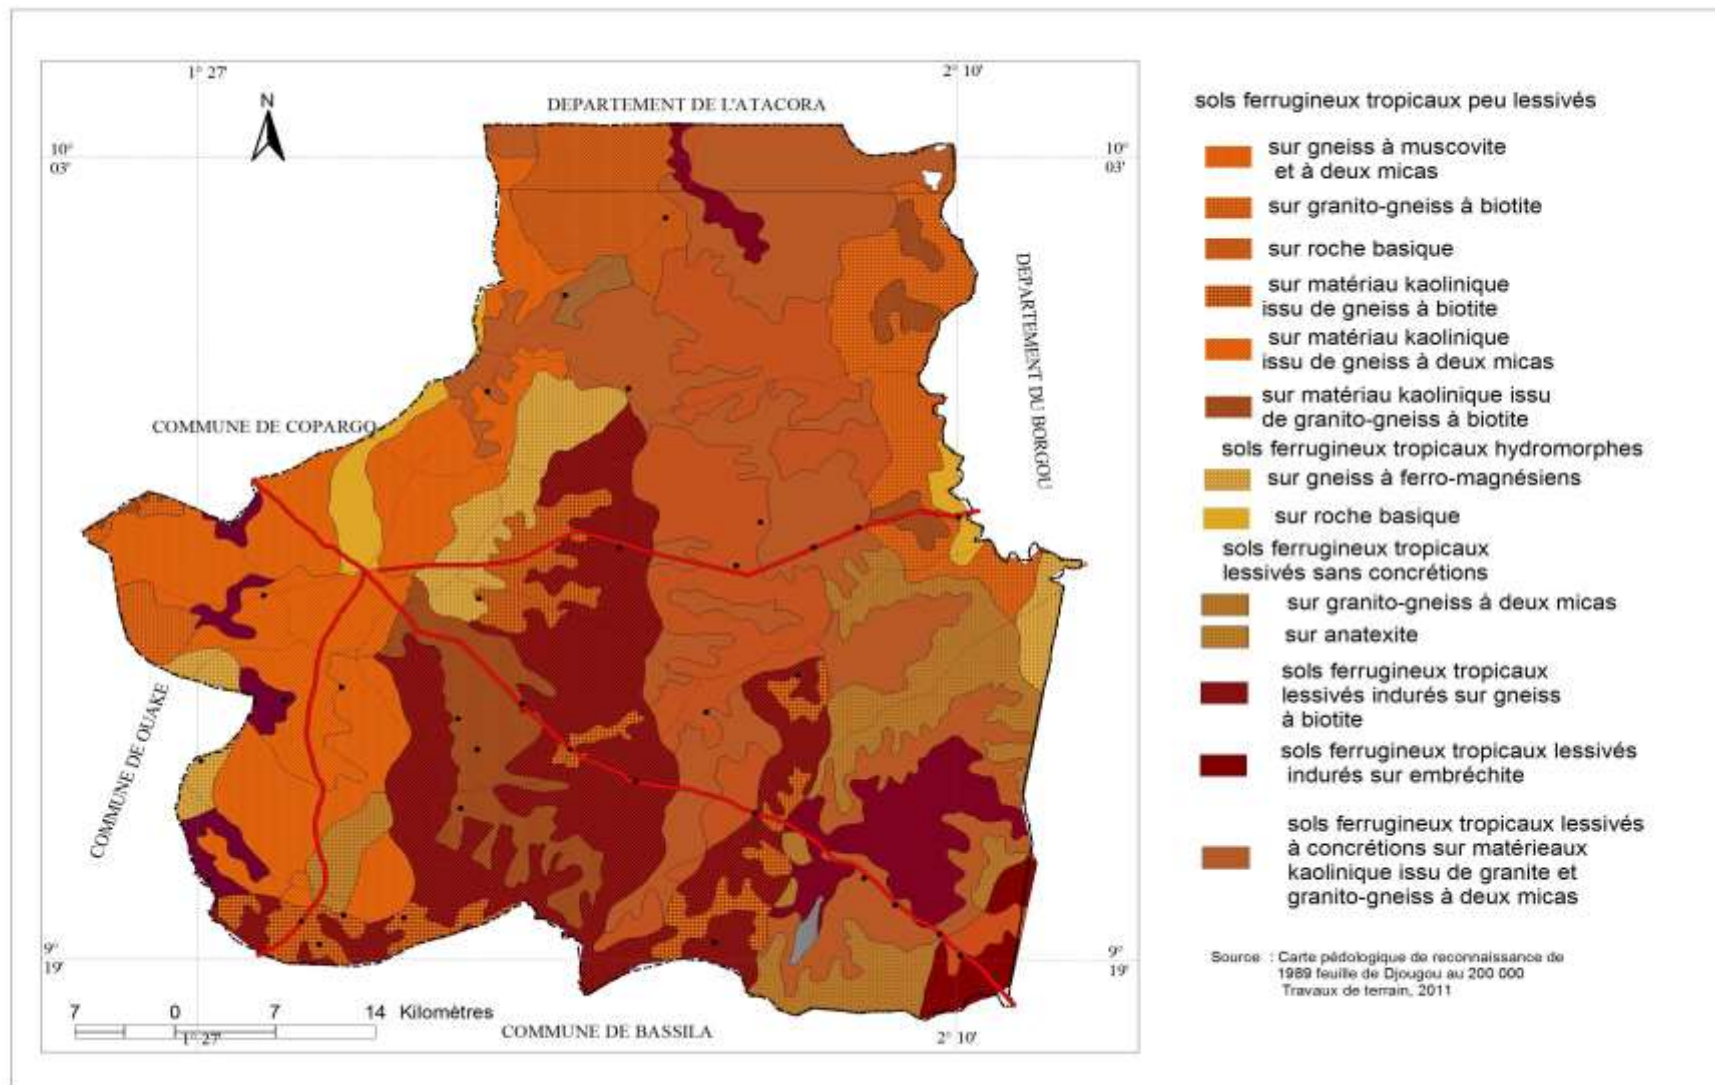 1° 27'
2° 10'
N
DEPARTEMENT DE L'ATACORA
10°
03'
10°
03'
DEPARTEMENT DU BORGOU
COMMUNE DE COPARGO
COMMUNE DE OUAKE
9°
19'
9°
19'
7 0 7 14 Kilomètres
1° 27'
COMMUNE DE BASSILA
2° 10'
sols ferrugineux tropicaux peu lessivés
sur gneiss à muscovite
et à deux micas
sur granito-gneiss à biotite
sur roche basique
sur matériau kaolinique
issu de gneiss à biotite
sur matériau kaolinique
issu de gneiss à deux micas
sur matériau kaolinique issu
de granito-gneiss à biotite
sols ferrugineux tropicaux hydromorphes
sur gneiss à ferro-magnésiens
sur roche basique
sols ferrugineux tropicaux
lessivés sans concrétions
sur granito-gneiss à deux micas
sur anatexite
sols ferrugineux tropicaux
lessivés indurés sur gneiss
à biotite
sols ferrugineux tropicaux lessivés
indurés sur embréchite
sols ferrugineux tropicaux lessivés
à concrétions sur matérieaux
kaolinique issu de granite et
granito-gneiss à deux micas
Source : Carte pédologique de reconnaissance de
1989 feuille de Djougou au 200 000
Travaux de terrain, 2011